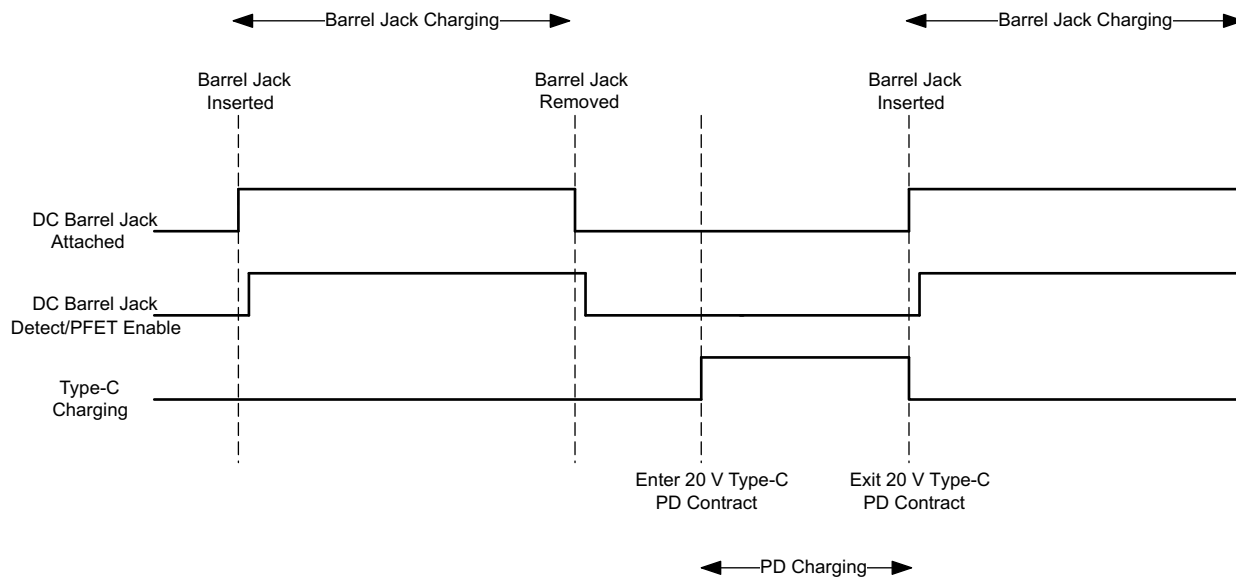 Barrel Jack Charging
Barrel Jack Charging
Barrel Jack
Inserted
Barrel Jack
Removed
Barrel Jack
Inserted
DC Barrel Jack
Attached
DC Barrel Jack
Detect/PFET Enable
Type-C
Charging
Enter 20 V Type-C
PD Contract
Exit 20 V Type-C
PD Contract
PD Charging